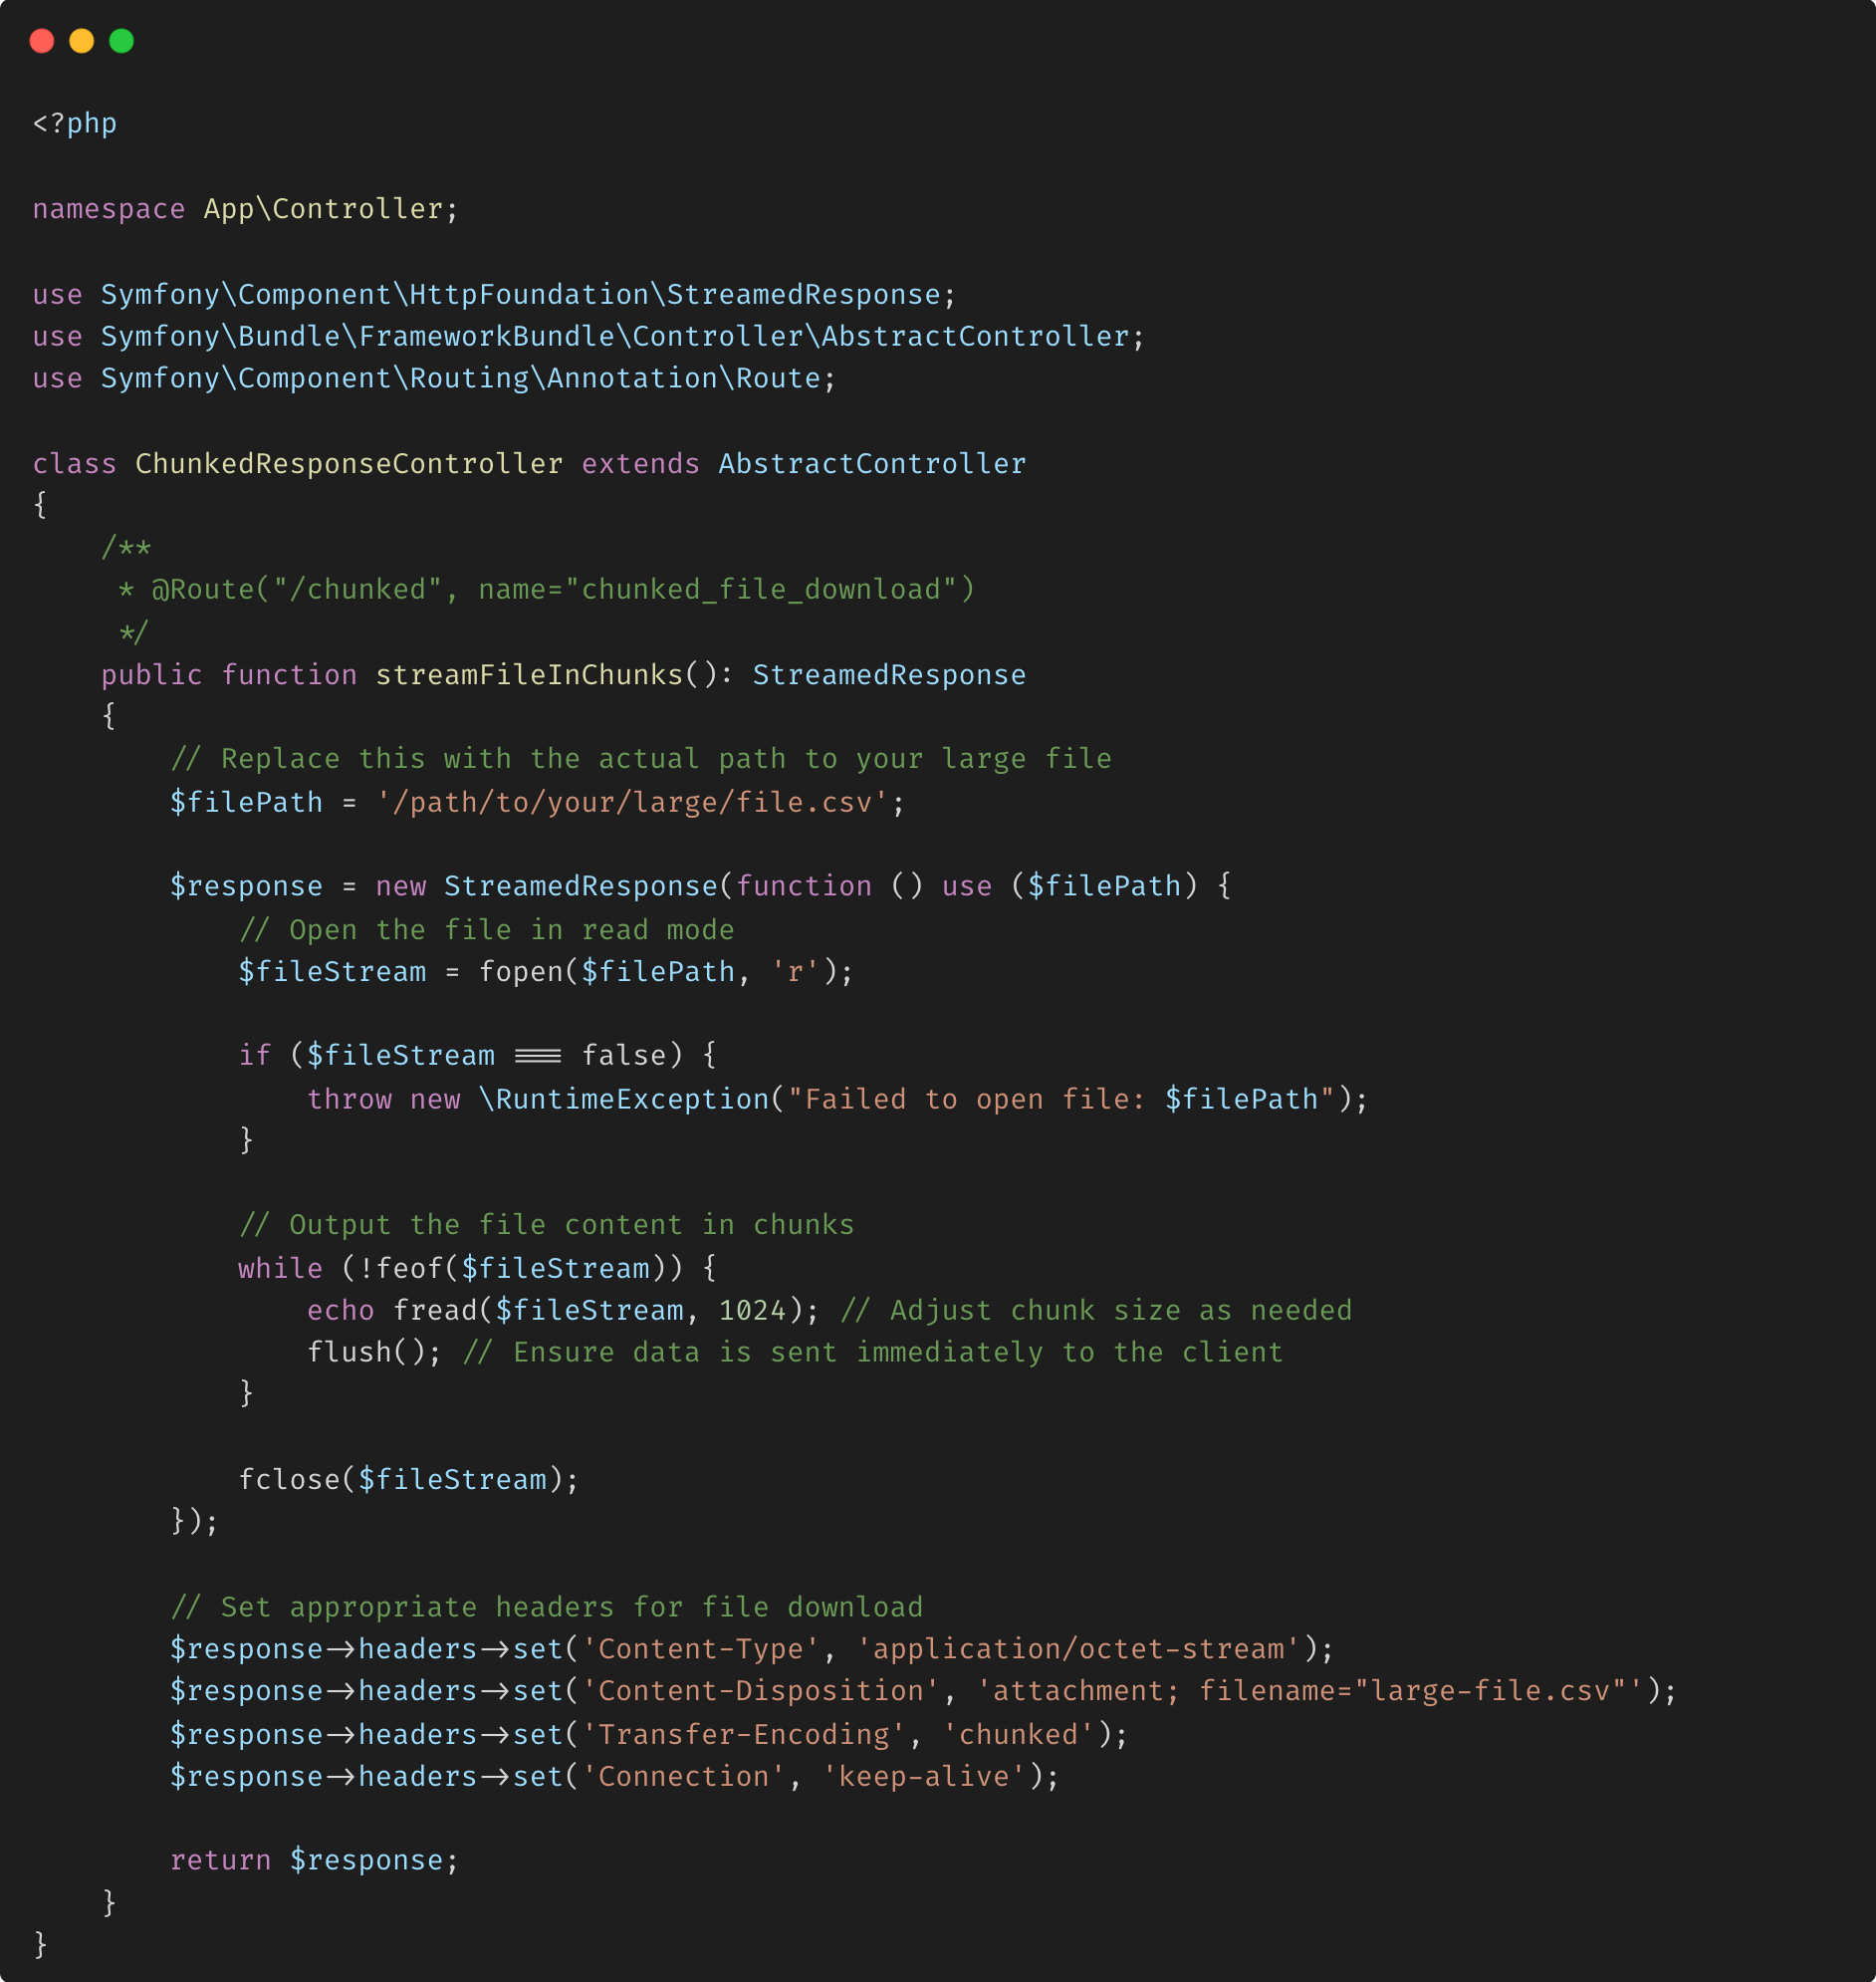 <?php

namespace App\Controller;

use Symfony\Component\HttpFoundation\StreamedResponse;
use Symfony\Bundle\FrameworkBundle\Controller\AbstractController;
use Symfony\Component\Routing\Annotation\Route;

class ChunkedResponseController extends AbstractController
{
    /**
     * @Route("/chunked", name="chunked_file_download")
     */
    public function streamFileInChunks(): StreamedResponse
    {
        // Replace this with the actual path to your large file
        $filePath = '/path/to/your/large/file.csv';

        $response = new StreamedResponse(function () use ($filePath) {
            // Open the file in read mode
            $fileStream = fopen($filePath, 'r');

            if ($fileStream === false) {
                throw new \RuntimeException("Failed to open file: $filePath");
            }

            // Output the file content in chunks
            while (!feof($fileStream)) {
                echo fread($fileStream, 1024); // Adjust chunk size as needed
                flush(); // Ensure data is sent immediately to the client
            }

            fclose($fileStream);
        });

        // Set appropriate headers for file download
        $response->headers->set('Content-Type', 'application/octet-stream');
        $response->headers->set('Content-Disposition', 'attachment; filename="large-file.csv"');
        $response->headers->set('Transfer-Encoding', 'chunked');
        $response->headers->set('Connection', 'keep-alive');

        return $response;
    }
}